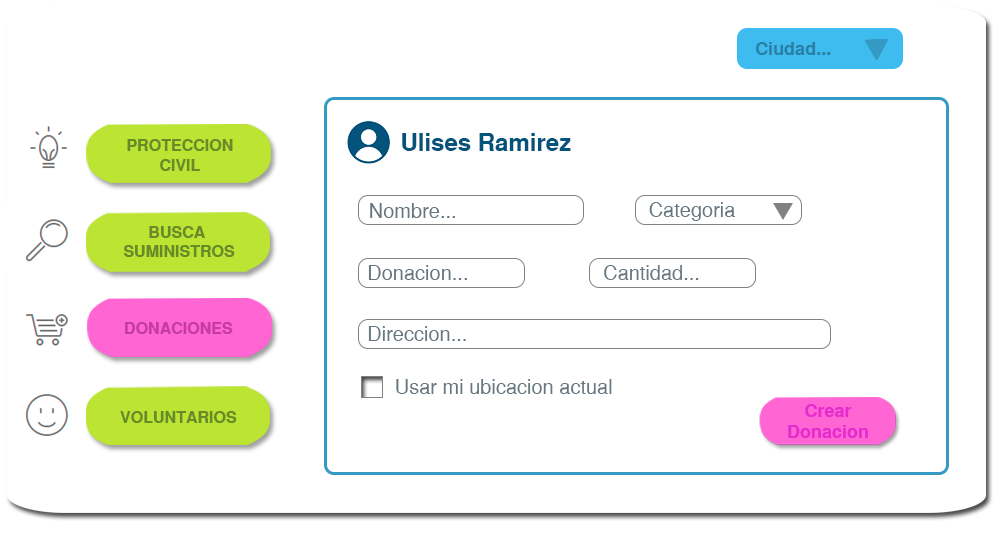 Ciudad...
PROTECCION
CIVIL
BUSCA
SUMINISTROS
DONACIONES
VOLUNTARIOS
Ulises Ramirez
Nombre...
Categoria
Donacion...
Cantidad...
Direccion...
Usar mi ubicacion actual
Crear
Donacion